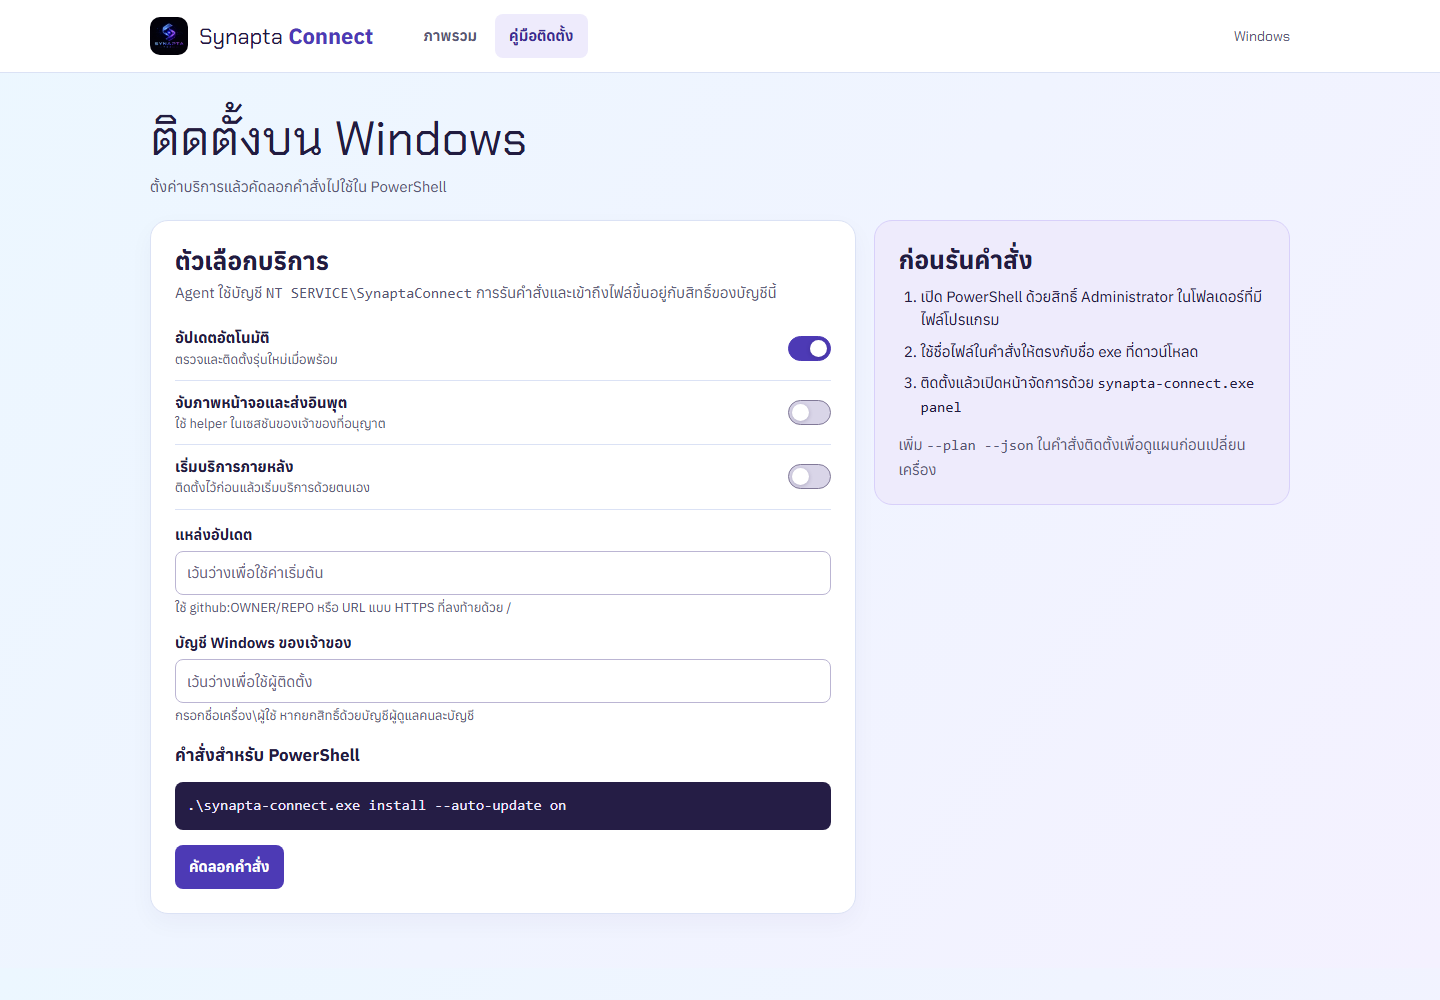 Synapta Connect
ภาพรวม
คู่มือติดตั้ง
Windows
ติดตั้งบน Windows
ตั้งค่าบริการแล้วคัดลอกคำสั่งไปใช้ใน PowerShell
ตัวเลือกบริการ
Agent ใช้บัญชี NT SERVICE\SynaptaConnect การรันคำสั่งและเข้าถึงไฟล์ขึ้นอยู่กับสิทธิ์ของบัญชีนี้
อัปเดตอัตโนมัติ
ตรวจและติดตั้งรุ่นใหม่เมื่อพร้อม
จับภาพหน้าจอและส่งอินพุต
ใช้ helper ในเซสชันของเจ้าของที่อนุญาต
เริ่มบริการภายหลัง
ติดตั้งไว้ก่อนแล้วเริ่มบริการด้วยตนเอง
แหล่งอัปเดต
เว้นว่างเพื่อใช้ค่าเริ่มต้น
ใช้ github:OWNER/REPO หรือ URL แบบ HTTPS ที่ลงท้ายด้วย /
บัญชี Windows ของเจ้าของ
เว้นว่างเพื่อใช้ผู้ติดตั้ง
กรอกชื่อเครื่อง\ผู้ใช้ หากยกสิทธิ์ด้วยบัญชีผู้ดูแลคนละบัญชี
คำสั่งสำหรับ PowerShell
.\synapta-connect.exe install --auto-update on
คัดลอกคำสั่ง
ก่อนรันคำสั่ง
1. เปิด PowerShell ด้วยสิทธิ์ Administrator ในโฟลเดอร์ที่มี
ไฟล์โปรแกรม
2. ใช้ชื่อไฟล์ในคำสั่งให้ตรงกับชื่อ exe ที่ดาวน์โหลด
3. ติดตั้งแล้วเปิดหน้าจัดการด้วย synapta-connect.exe
panel
เพิ่ม --plan --json ในคำสั่งติดตั้งเพื่อดูแผนก่อนเปลี่ยน
เครื่อง